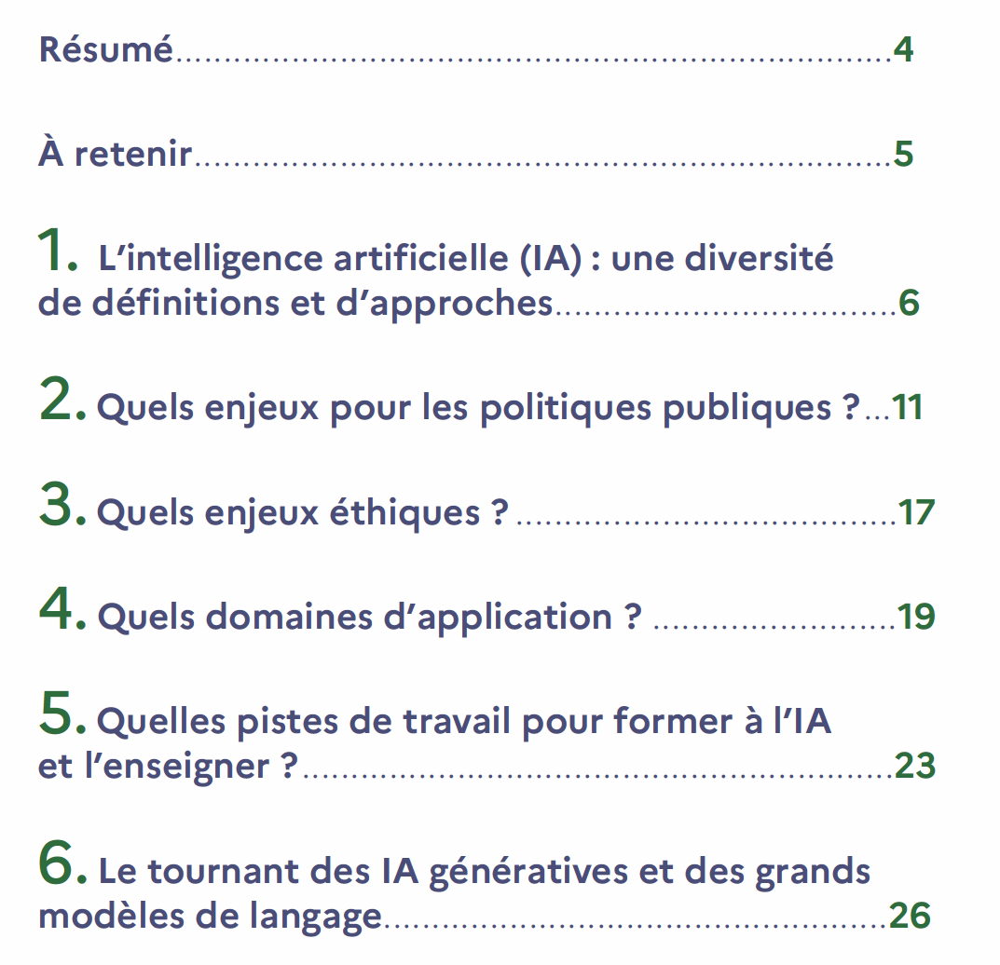 Résumé..........................................................................4
À retenir........................................................................5
1. L’intelligence artificielle (IA) : une diversité
de définitions et d’approches...................................6
2. Quels enjeux pour les politiques publiques ?...11
3. Quels enjeux éthiques ? .......................................17
4. Quels domaines d’application ? .........................19
5. Quelles pistes de travail pour former à l’IA
et l’enseigner ?.............................................................23
6. Le tournant des IA génératives et des grands
modèles de langage....................................................26